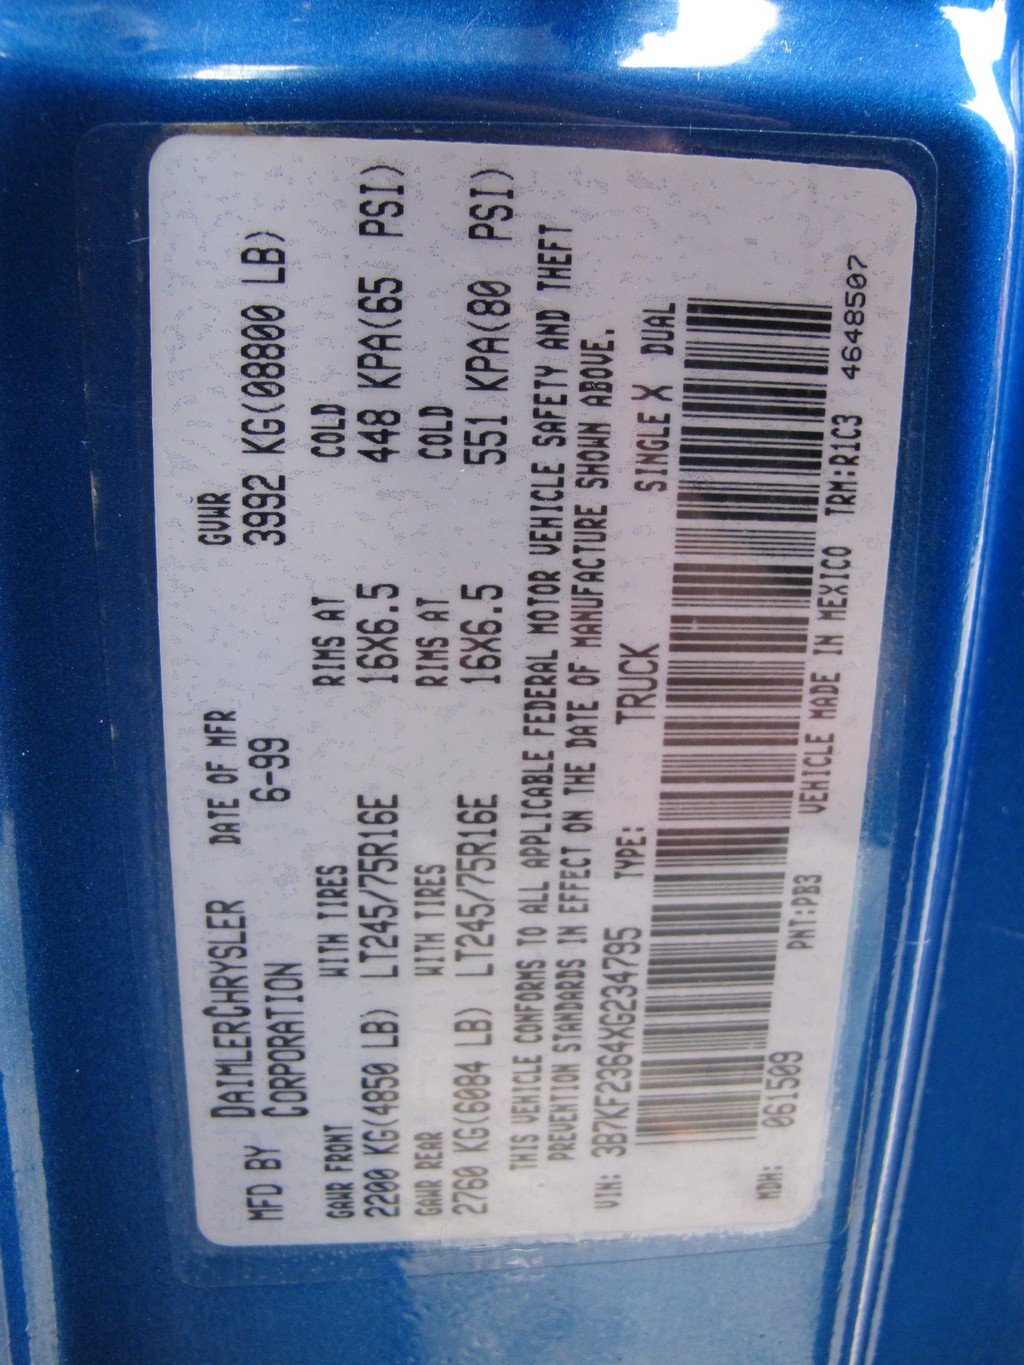 MFD BY DAIMLERCHRYSLER CORPORATION DATE OF MFR 6-99 GVWR 3992 KG(08800 LB)
GAWR FRONT WITH TIRES RIMS AT COLD
2200 KG(4850 LB) LT245/75R16E 16X6.5 448 KPA(65 PSI)
GAWR REAR WITH TIRES RIMS AT COLD
2760 KG(6084 LB) LT245/75R16E 16X6.5 551 KPA(80 PSI)
THIS VEHICLE CONFORMS TO ALL APPLICABLE FEDERAL MOTOR VEHICLE SAFETY AND THEFT
PREVENTION STANDARDS IN EFFECT ON THE DATE OF MANUFACTURE SHOWN ABOVE.
VIN: 3B7KF2364XG234795 TYPE: TRUCK SINGLE X DUAL
MDH: 061509 PNT:PB3 VEHICLE MADE IN MEXICO TRM:R1C3 4648507